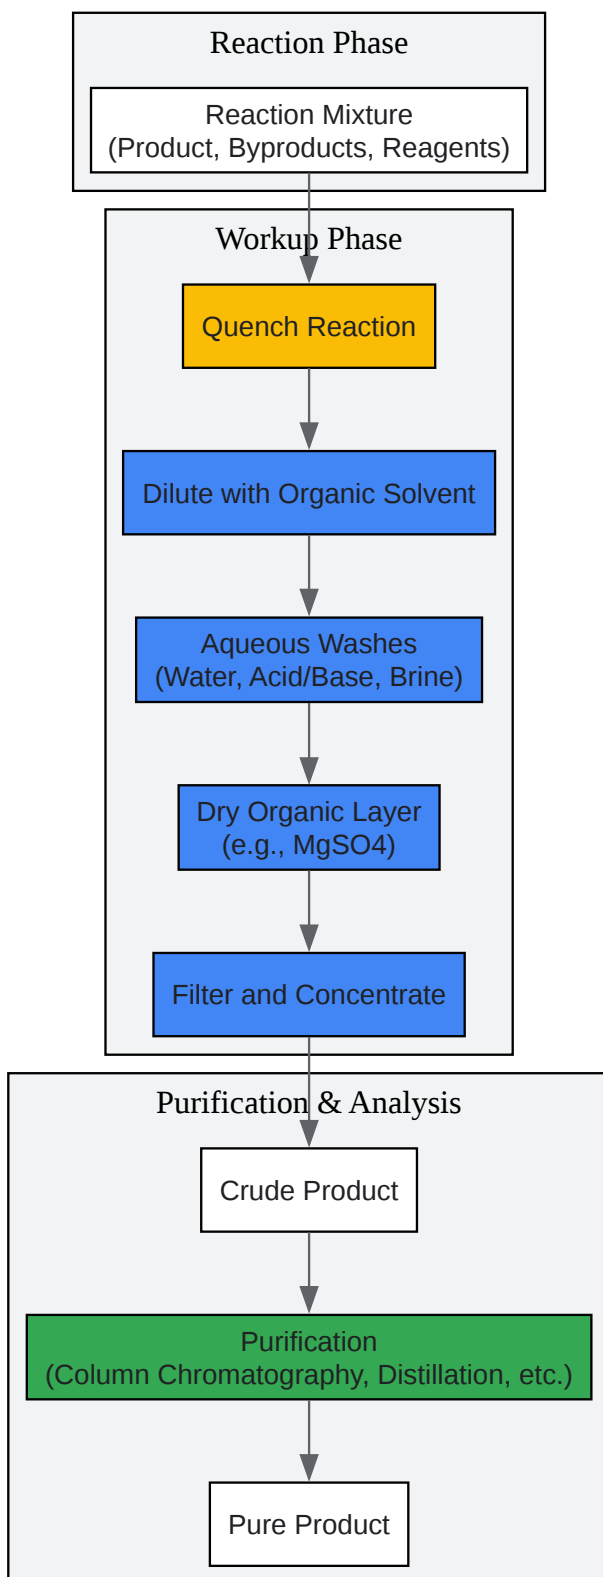 Reaction Phase
Reaction Mixture
(Product, Byproducts, Reagents)
Workup Phase
Quench Reaction
Dilute with Organic Solvent
Aqueous Washes
(Water, Acid/Base, Brine)
Dry Organic Layer
(e.g., MgSO4)
Filter and Concentrate
Purification & Analysis
Crude Product
Purification
(Column Chromatography, Distillation, etc.)
Pure Product